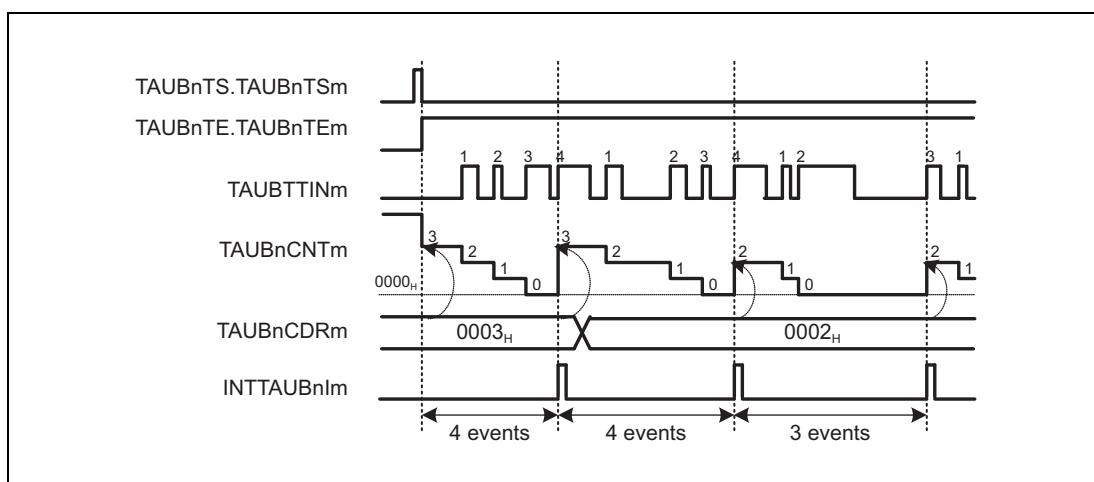 TAUBnTS.TAUBnTSm
TAUBnTE.TAUBnTEm
1 2 3 4 1 2 3 4 1 2 3 1
TAUBTTINm
3 2 1 0 3 2 1 0 2 1 0 2 1
TAUBnCNTm
0000H
TAUBnCDRm
0003H 0002H
INTTAUBnIm
4 events 4 events 3 events